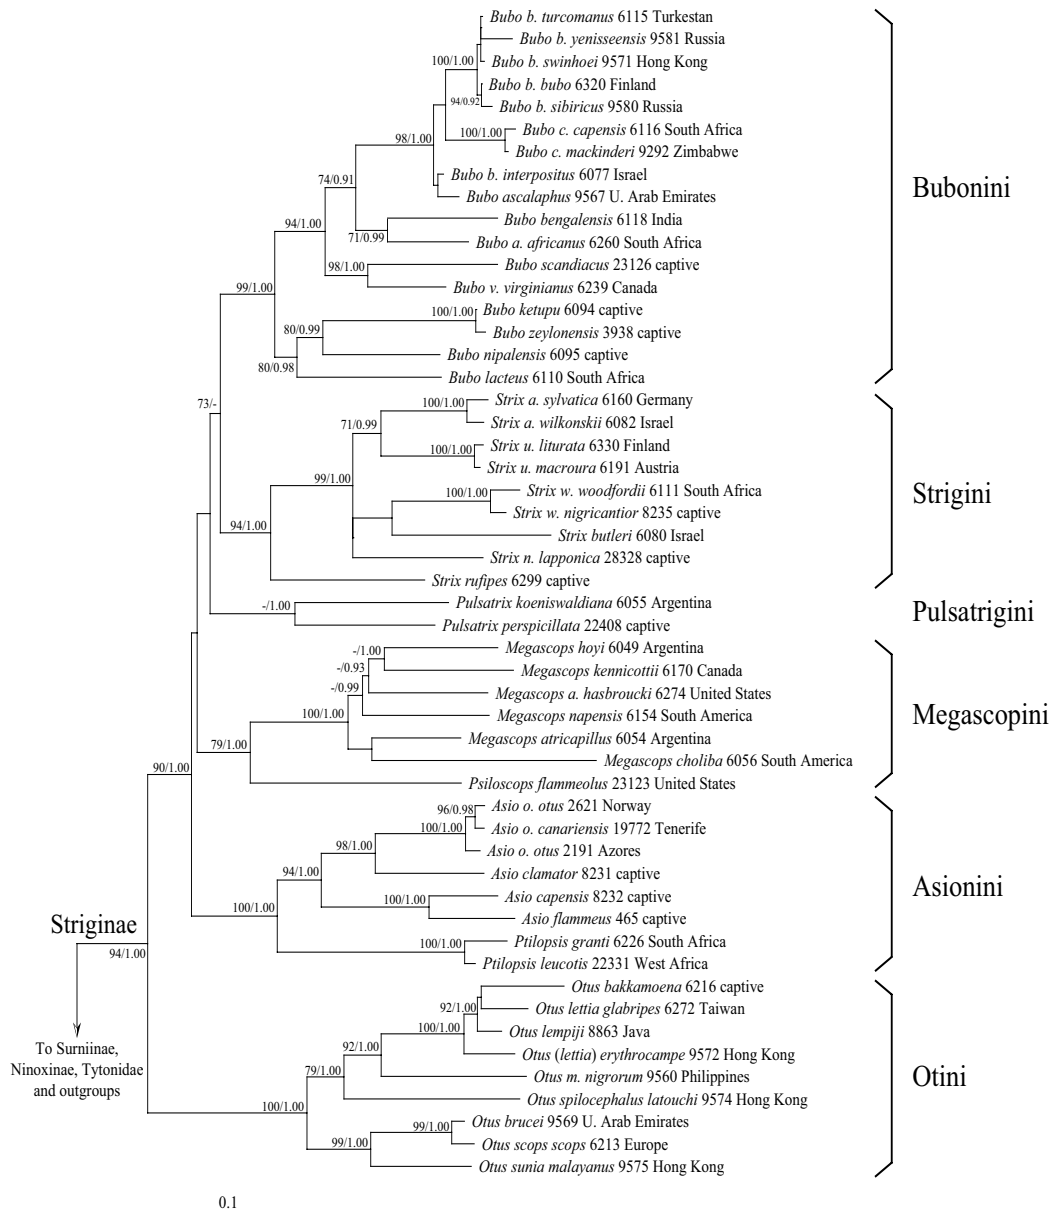 Bubo b. turcomanus 6115 Turkestan
Bubo b. yenisseensis 9581 Russia
100/1.00
Bubo b. swinhoei 9571 Hong Kong
Bubo b. bubo 6320 Finland
94/0.92
Bubo b. sibiricus 9580 Russia
98/1.00
100/1.00
Bubo c. capensis 6116 South Africa
Bubo c. mackinderi 9292 Zimbabwe
74/0.91
Bubo b. interpositus 6077 Israel
Bubonini
Bubo ascalaphus 9567 U. Arab Emirates
94/1.00
Bubo bengalensis 6118 India
71/0.99
Bubo a. africanus 6260 South Africa
98/1.00
Bubo scandiacus 23126 captive
99/1.00
Bubo v. virginianus 6239 Canada
100/1.00
Bubo ketupu 6094 captive
80/0.99
Bubo zeylonensis 3938 captive
Bubo nipalensis 6095 captive
80/0.98
Bubo lacteus 6110 South Africa
73/-
100/1.00
Strix a. sylvatica 6160 Germany
71/0.99
Strix a. wilkonskii 6082 Israel
100/1.00
Strix u. liturata 6330 Finland
Strix u. macroura 6191 Austria
99/1.00
100/1.00
Strix w. woodfordii 6111 South Africa
Strigini
Strix w. nigricantior 8235 captive
94/1.00
Strix butleri 6080 Israel
Strix n. lapponica 28328 captive
Strix rufipes 6299 captive
-/1.00
Pulsatrix koeniswaldiana 6055 Argentina
Pulsatrigini
Pulsatrix perspicillata 22408 captive
-/1.00
Megascops hoyi 6049 Argentina
-/0.93
Megascops kennicottii 6170 Canada
-/0.99
Megascops a. hasbroucki 6274 United States
100/1.00
Megascops napensis 6154 South America
Megascopini
Megascops atricapillus 6054 Argentina
79/1.00
Megascops choliba 6056 South America
90/1.00
Psiloscops flammeolus 23123 United States
96/0.98
Asio o. otus 2621 Norway
100/1.00
Asio o. canariensis 19772 Tenerife
98/1.00
Asio o. otus 2191 Azores
94/1.00
Asio clamator 8231 captive
Asionini
100/1.00
Asio capensis 8232 captive
100/1.00
Asio flammeus 465 captive
Striginae
100/1.00
Ptilopsis granti 6226 South Africa
94/1.00
Ptilopsis leucotis 22331 West Africa
Otus bakkamoena 6216 captive
92/1.00
Otus lettia glabripes 6272 Taiwan
100/1.00
Otus lempiji 8863 Java
To Surniinae,
Ninoxinae, Tytonidae
and outgroups
92/1.00
Otus (lettia) erythrocampe 9572 Hong Kong
79/1.00
Otus m. nigrorum 9560 Philippines
Otini
Otus spilocephalus latouchi 9574 Hong Kong
100/1.00
99/1.00
Otus brucei 9569 U. Arab Emirates
99/1.00
Otus scops scops 6213 Europe
Otus sunia malayanus 9575 Hong Kong
0.1